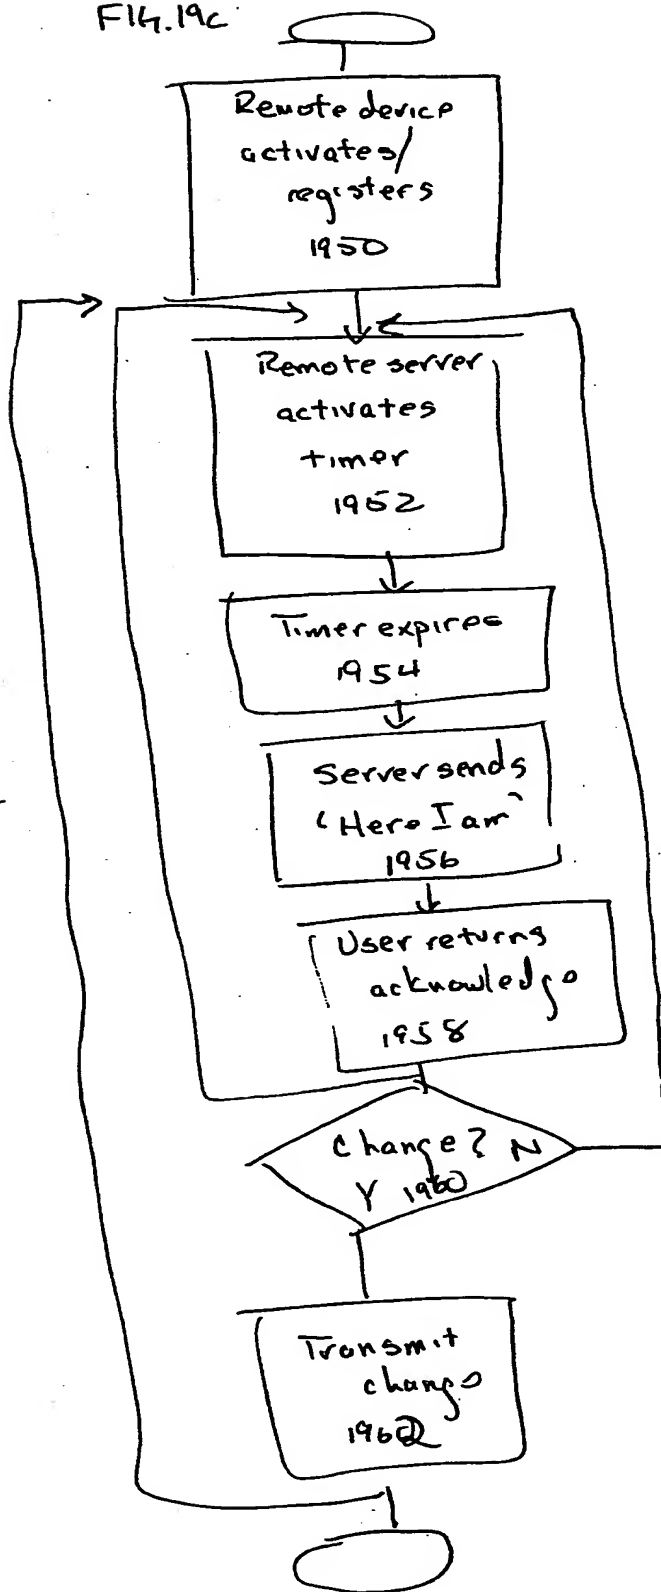 FIG.19c
Remote device
activates/
registers
1950
Remote server
activates
timer
1952
Timer expires
1954
Server sends
'Here I am'
1956
User returns
acknowledge
1958
change? N
Y 1960
Transmit
change
1962